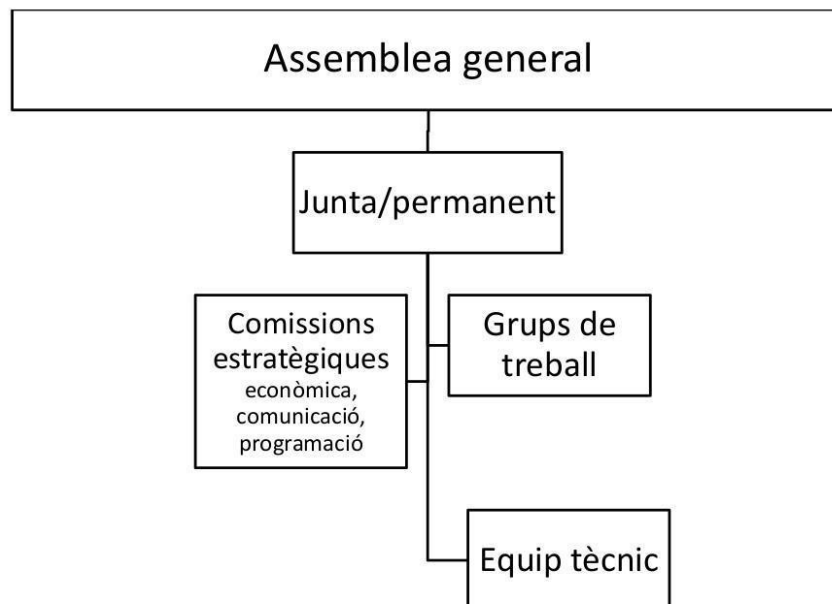 Assemblea general
Junta/permanent
Comissions
estratègiques
econòmica,
comunicació,
programació
Grups de
treball
Equip tècnic